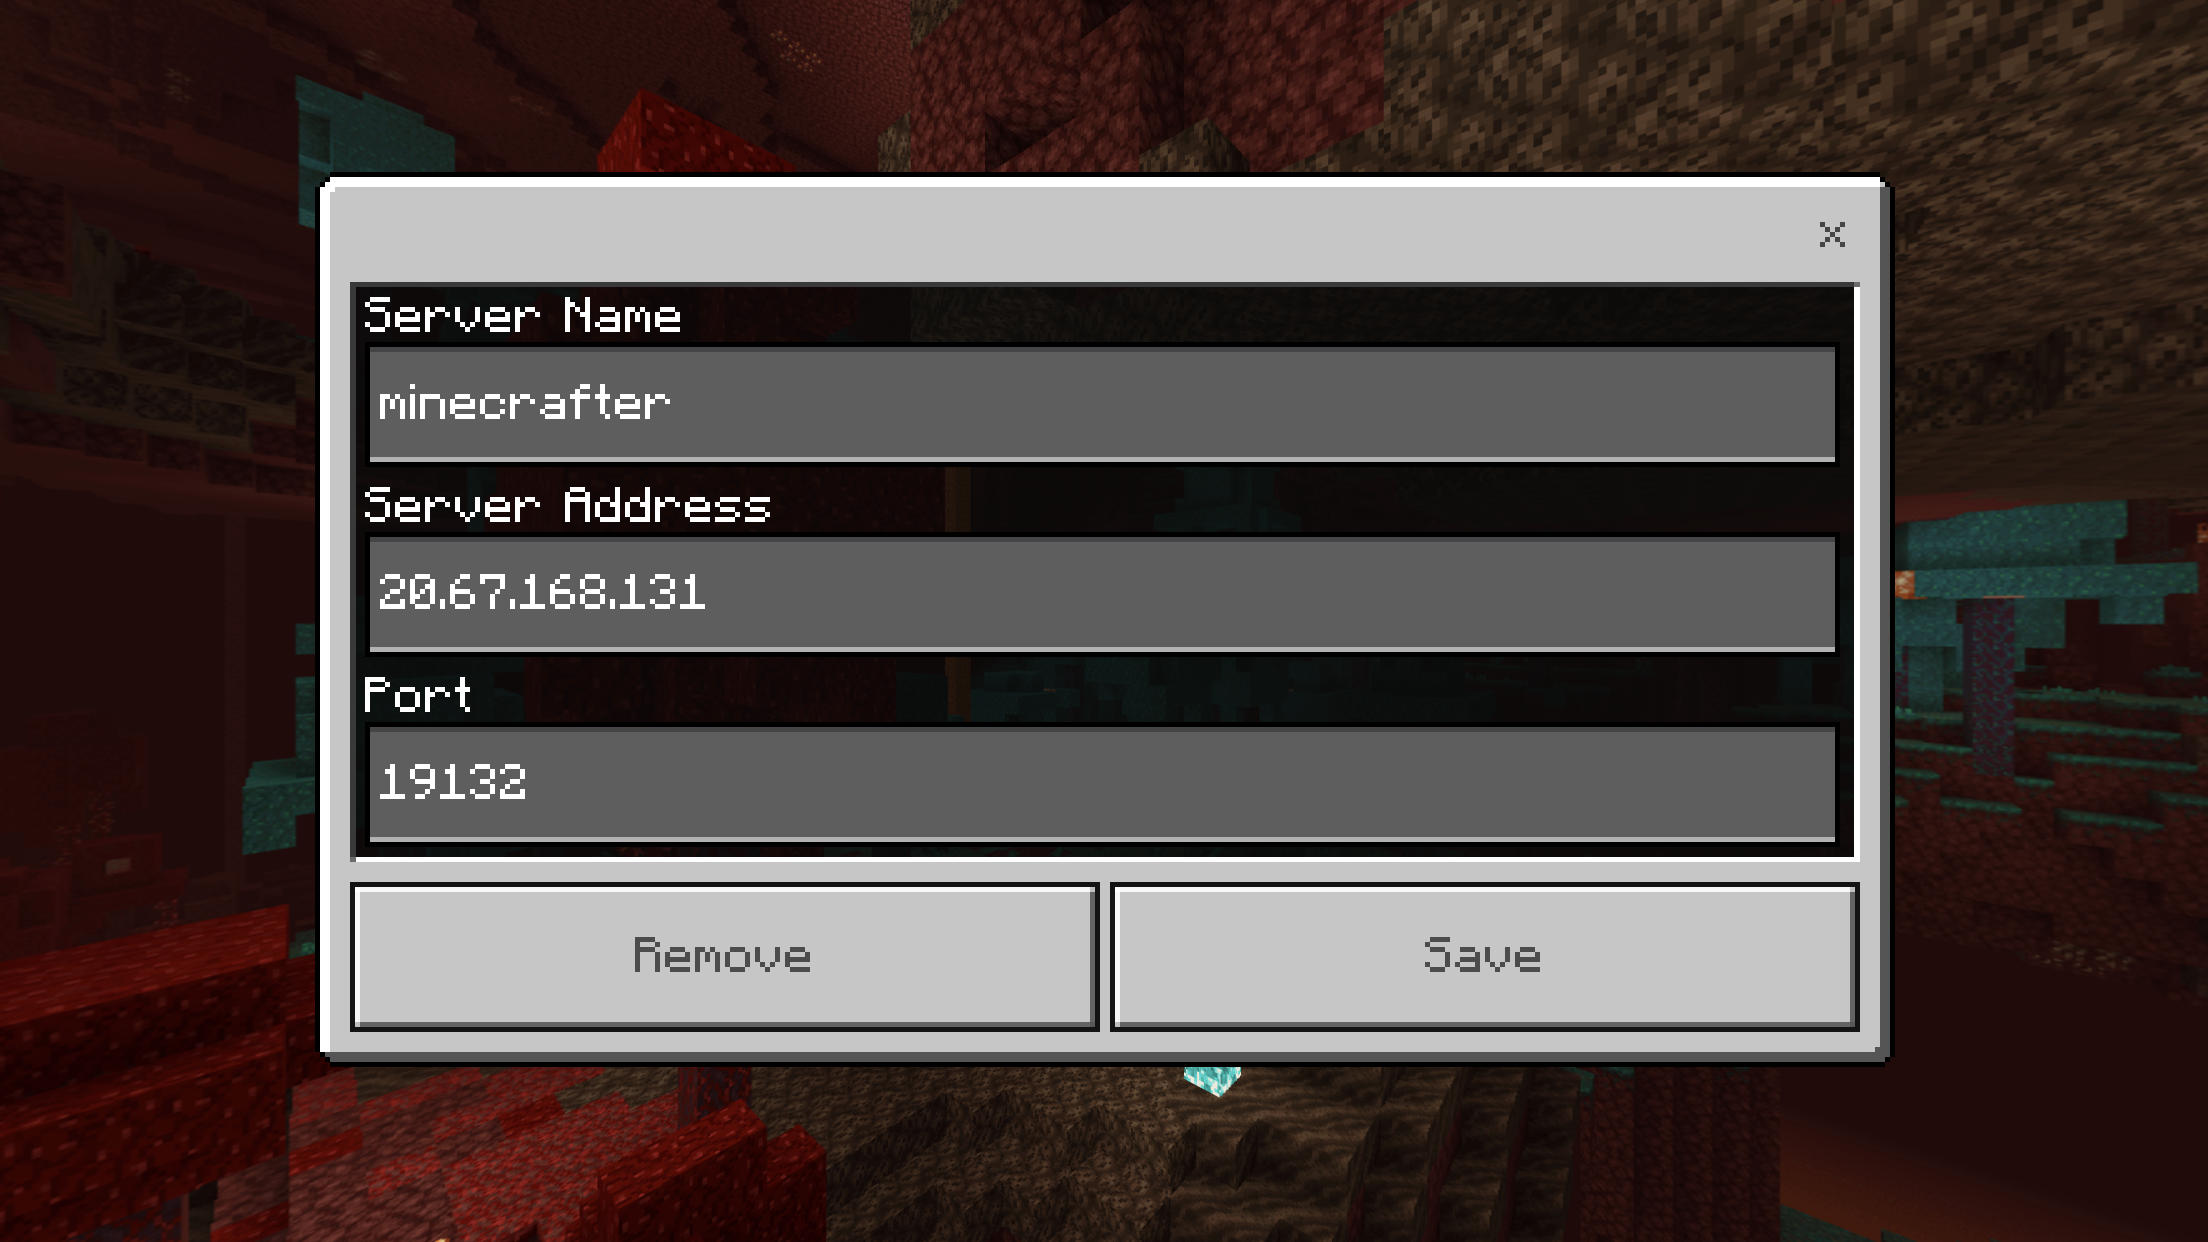 Server Name
minecrafter
Server Address
20.67.168.131
Port
19132
Remove
Save